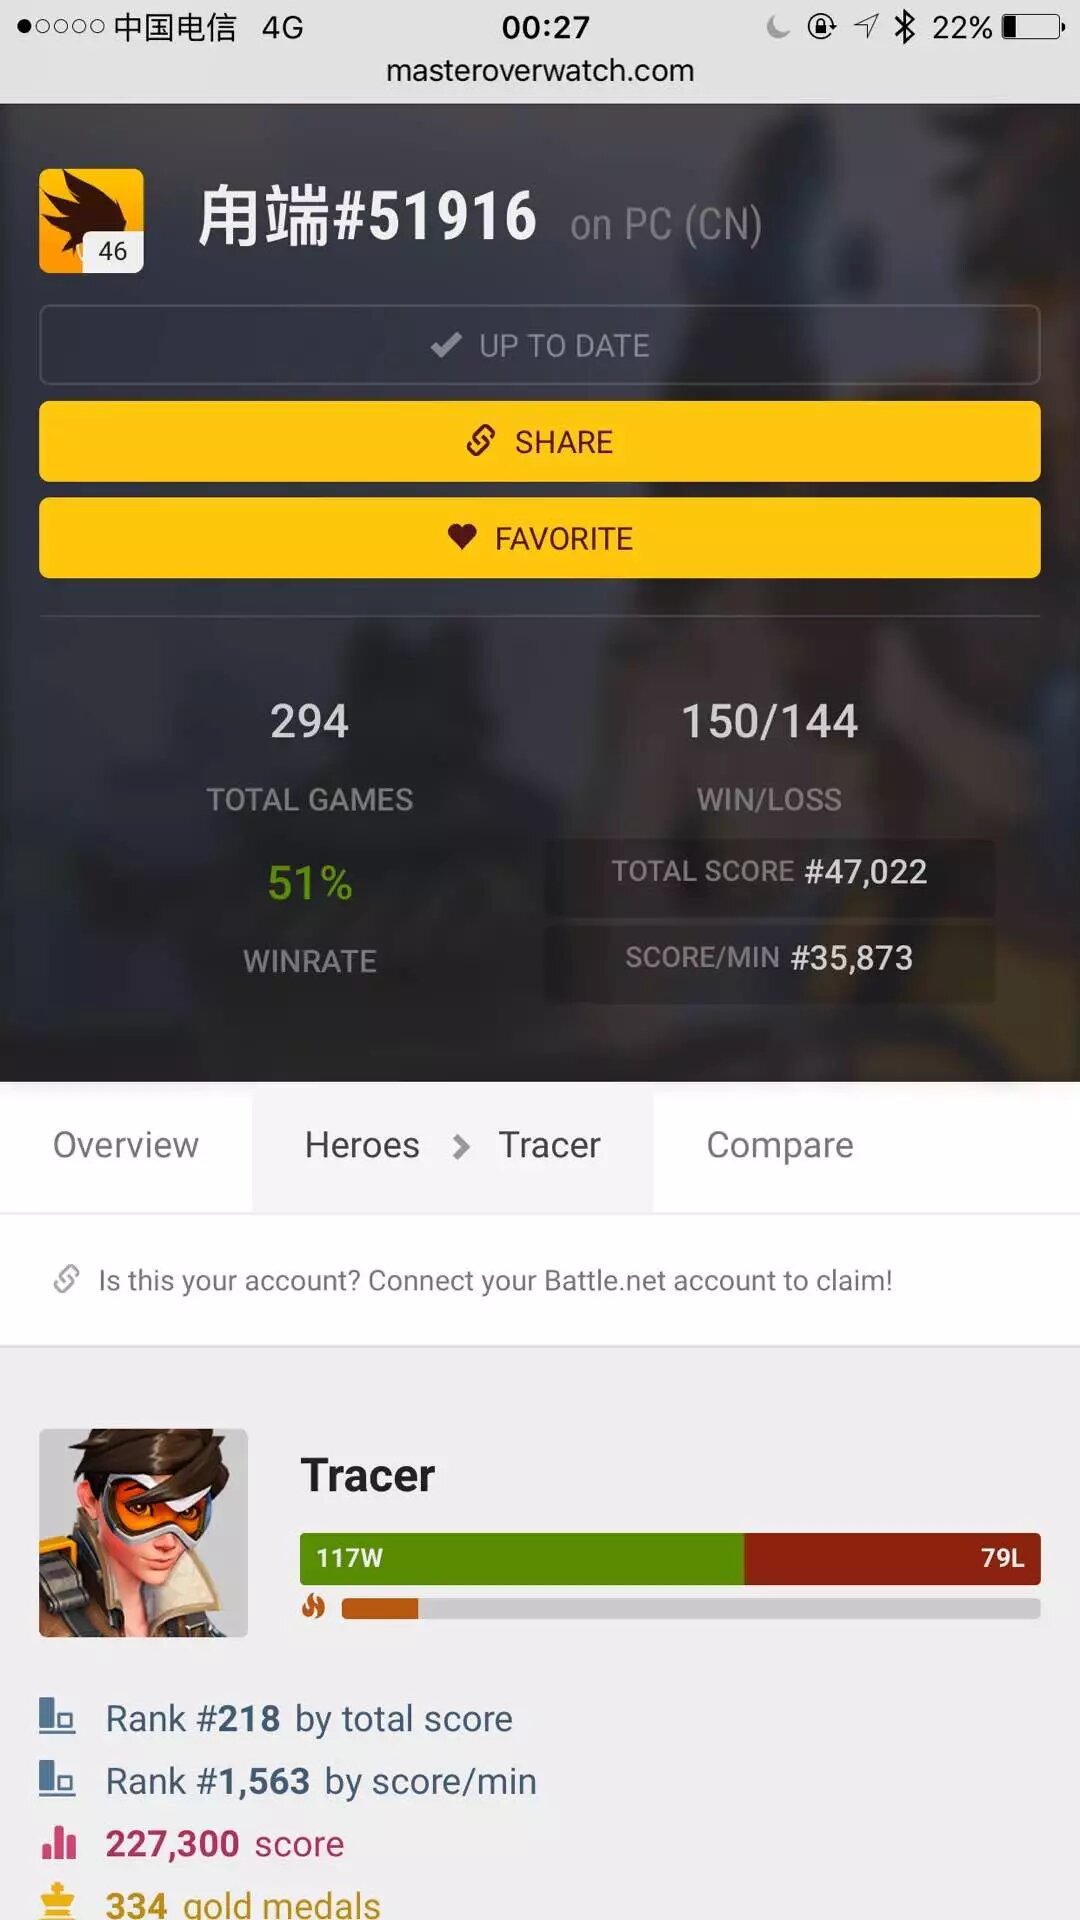 中国电信 4G 00:27 22%
masteroverwatch.com
甪端#51916 on PC (CN)
46
UP TO DATE
SHARE
FAVORITE
294 150/144
TOTAL GAMES WIN/LOSS
51% TOTAL SCORE #47,022
WINRATE SCORE/MIN #35,873
Overview Heroes Tracer Compare
Is this your account? Connect your Battle.net account to claim!
Tracer
117W 79L
Rank #218 by total score
Rank #1,563 by score/min
227,300 score
334 gold medals